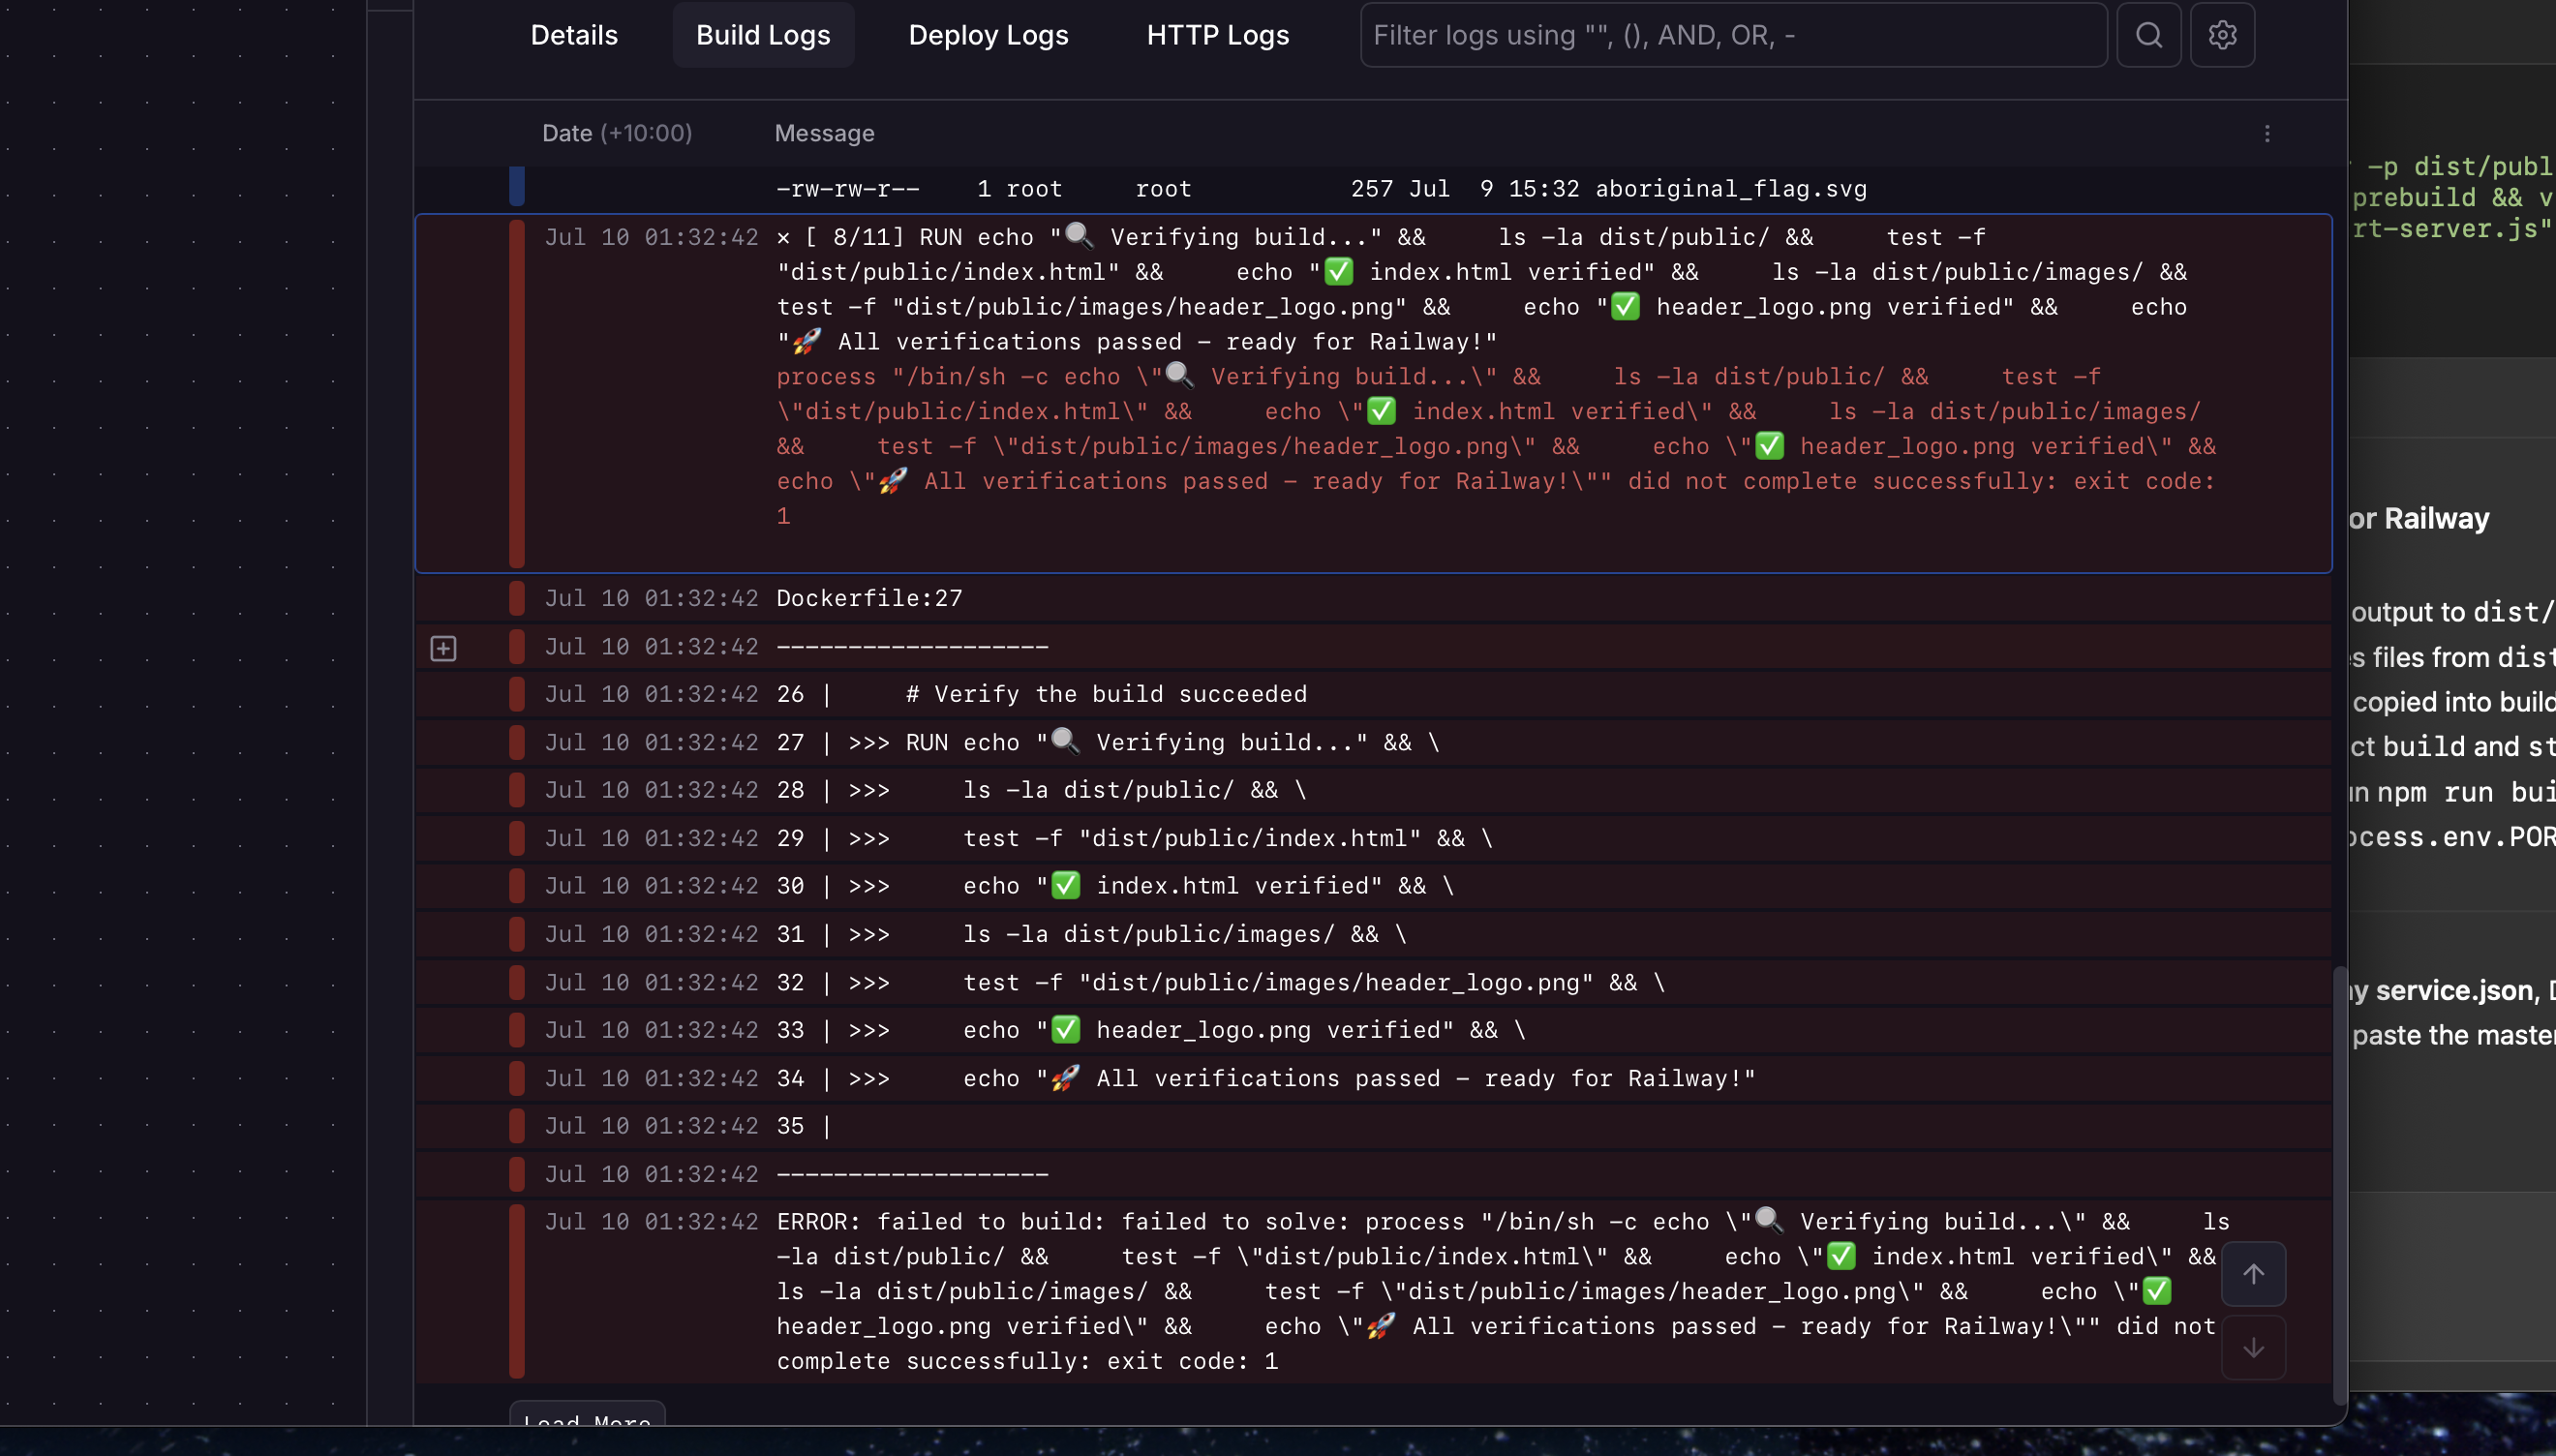 Details Build Logs Deploy Logs HTTP Logs Filter logs using "", (), AND, OR, -
Date (+10:00) Message
-rw-rw-r-- 1 root root 257 Jul 9 15:32 aboriginal_flag.svg
Jul 10 01:32:42 × [ 8/11] RUN echo "🔍 Verifying build..." && ls -la dist/public/ && test -f
"dist/public/index.html" && echo "✅ index.html verified" && ls -la dist/public/images/ &&
test -f "dist/public/images/header_logo.png" && echo "✅ header_logo.png verified" && echo
"🚀 All verifications passed - ready for Railway!"
process "/bin/sh -c echo \"🔍 Verifying build...\" && ls -la dist/public/ && test -f
\"dist/public/index.html\" && echo \"✅ index.html verified\" && ls -la dist/public/images/
&& test -f \"dist/public/images/header_logo.png\" && echo \"✅ header_logo.png verified\" &&
echo \"🚀 All verifications passed - ready for Railway!\"" did not complete successfully: exit code:
1
Jul 10 01:32:42 Dockerfile:27
Jul 10 01:32:42 -------------------
Jul 10 01:32:42 26 | # Verify the build succeeded
Jul 10 01:32:42 27 | >>> RUN echo "🔍 Verifying build..." && \
Jul 10 01:32:42 28 | >>> ls -la dist/public/ && \
Jul 10 01:32:42 29 | >>> test -f "dist/public/index.html" && \
Jul 10 01:32:42 30 | >>> echo "✅ index.html verified" && \
Jul 10 01:32:42 31 | >>> ls -la dist/public/images/ && \
Jul 10 01:32:42 32 | >>> test -f "dist/public/images/header_logo.png" && \
Jul 10 01:32:42 33 | >>> echo "✅ header_logo.png verified" && \
Jul 10 01:32:42 34 | >>> echo "🚀 All verifications passed - ready for Railway!"
Jul 10 01:32:42 35 |
Jul 10 01:32:42 -------------------
Jul 10 01:32:42 ERROR: failed to build: failed to solve: process "/bin/sh -c echo \"🔍 Verifying build...\" && ls
-la dist/public/ && test -f \"dist/public/index.html\" && echo \"✅ index.html verified\" &&
ls -la dist/public/images/ && test -f \"dist/public/images/header_logo.png\" && echo \"✅
header_logo.png verified\" && echo \"🚀 All verifications passed - ready for Railway!\"" did not
complete successfully: exit code: 1
Load More
-p dist/publ
prebuild && v
rt-server.js"
or Railway
output to dist/
s files from dist
copied into build
ct build and st
npm run bui
cess.env.POR
y service.json, D
paste the master